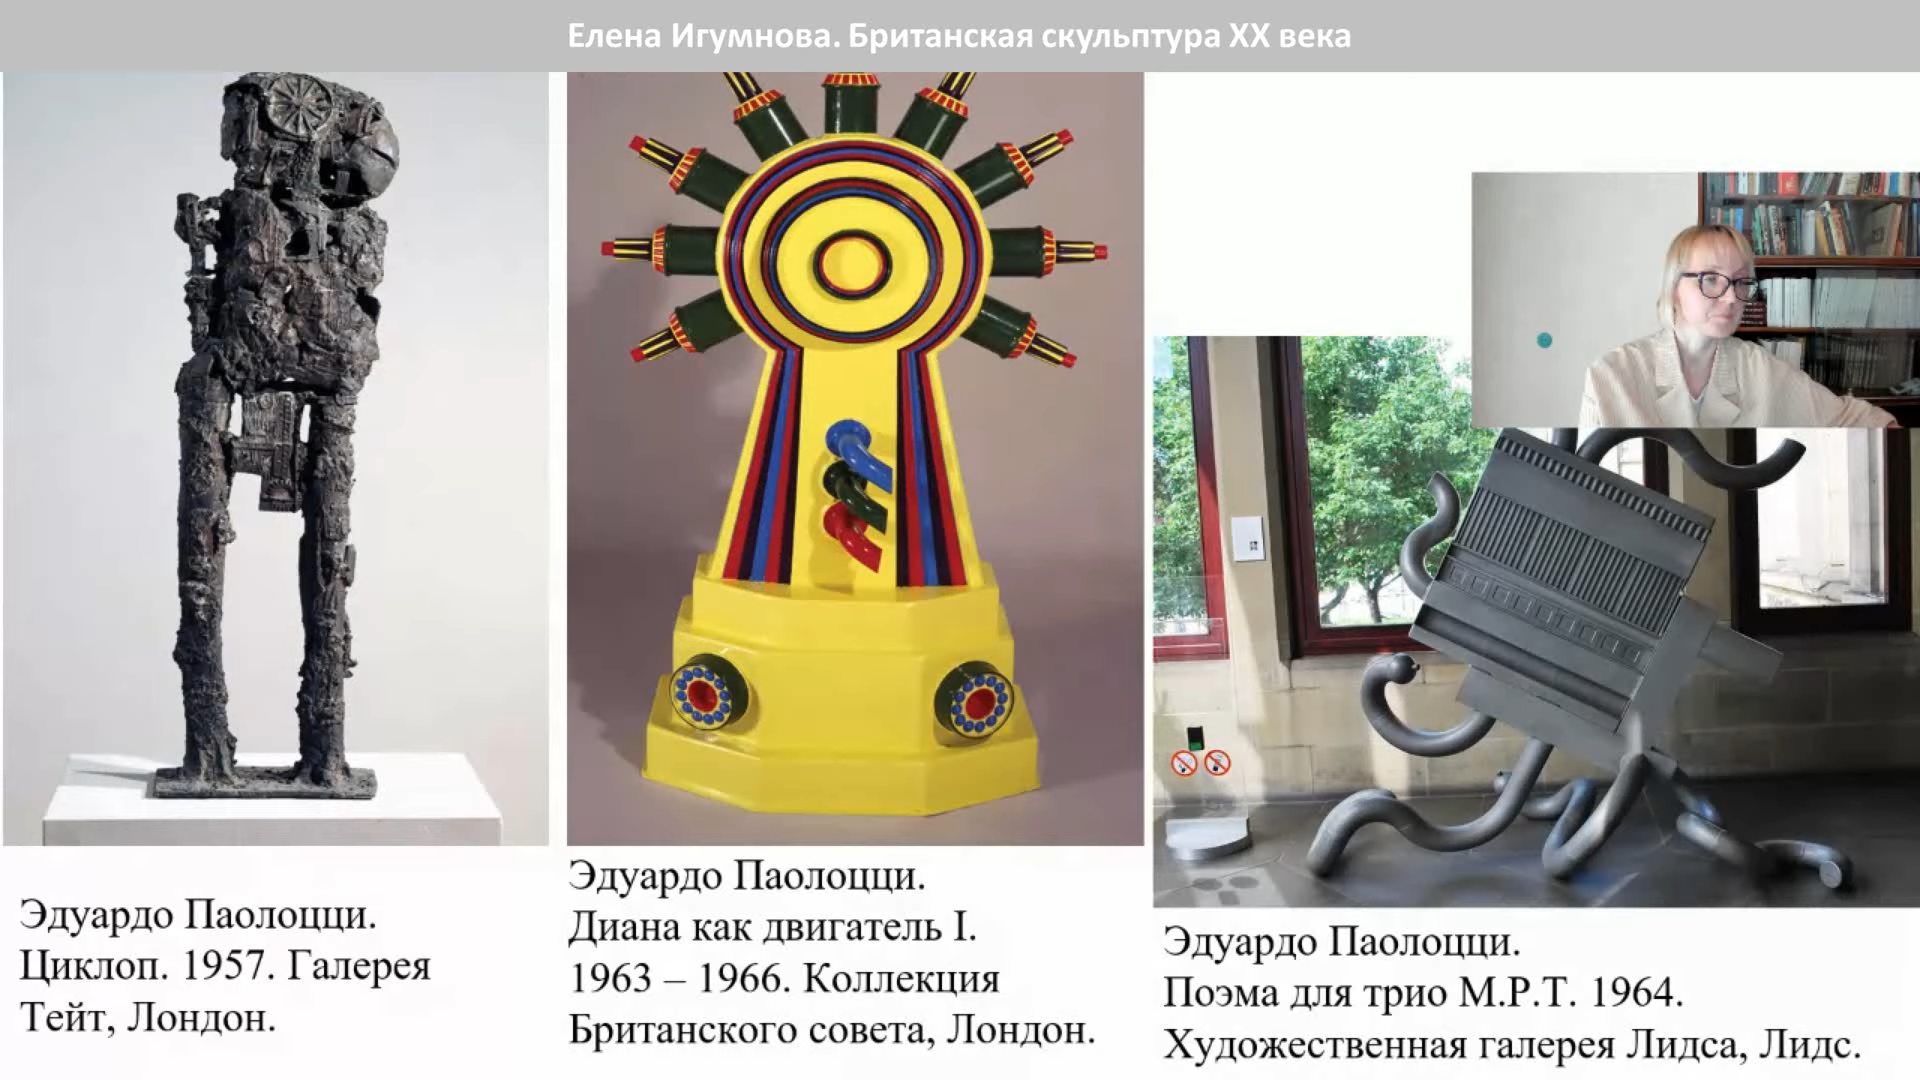 Елена Игумнова. Британская скульптура XX века
Эдуардо Паолоцци.
Циклоп. 1957. Галерея
Тейт, Лондон.
Эдуардо Паолоцци.
Диана как двигатель I.
1963 – 1966. Коллекция
Британского совета, Лондон.
Эдуардо Паолоцци.
Поэма для трио М.Р.Т. 1964.
Художественная галерея Лидса, Лидс.